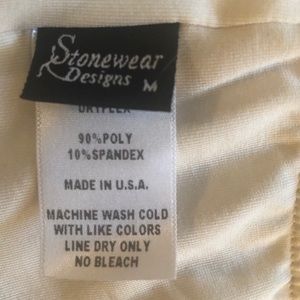 Stonewear
Designs
M
DRYFLEX
90%POLY
10%SPANDEX
MADE IN U.S.A.
MACHINE WASH COLD
WITH LIKE COLORS
LINE DRY ONLY
NO BLEACH